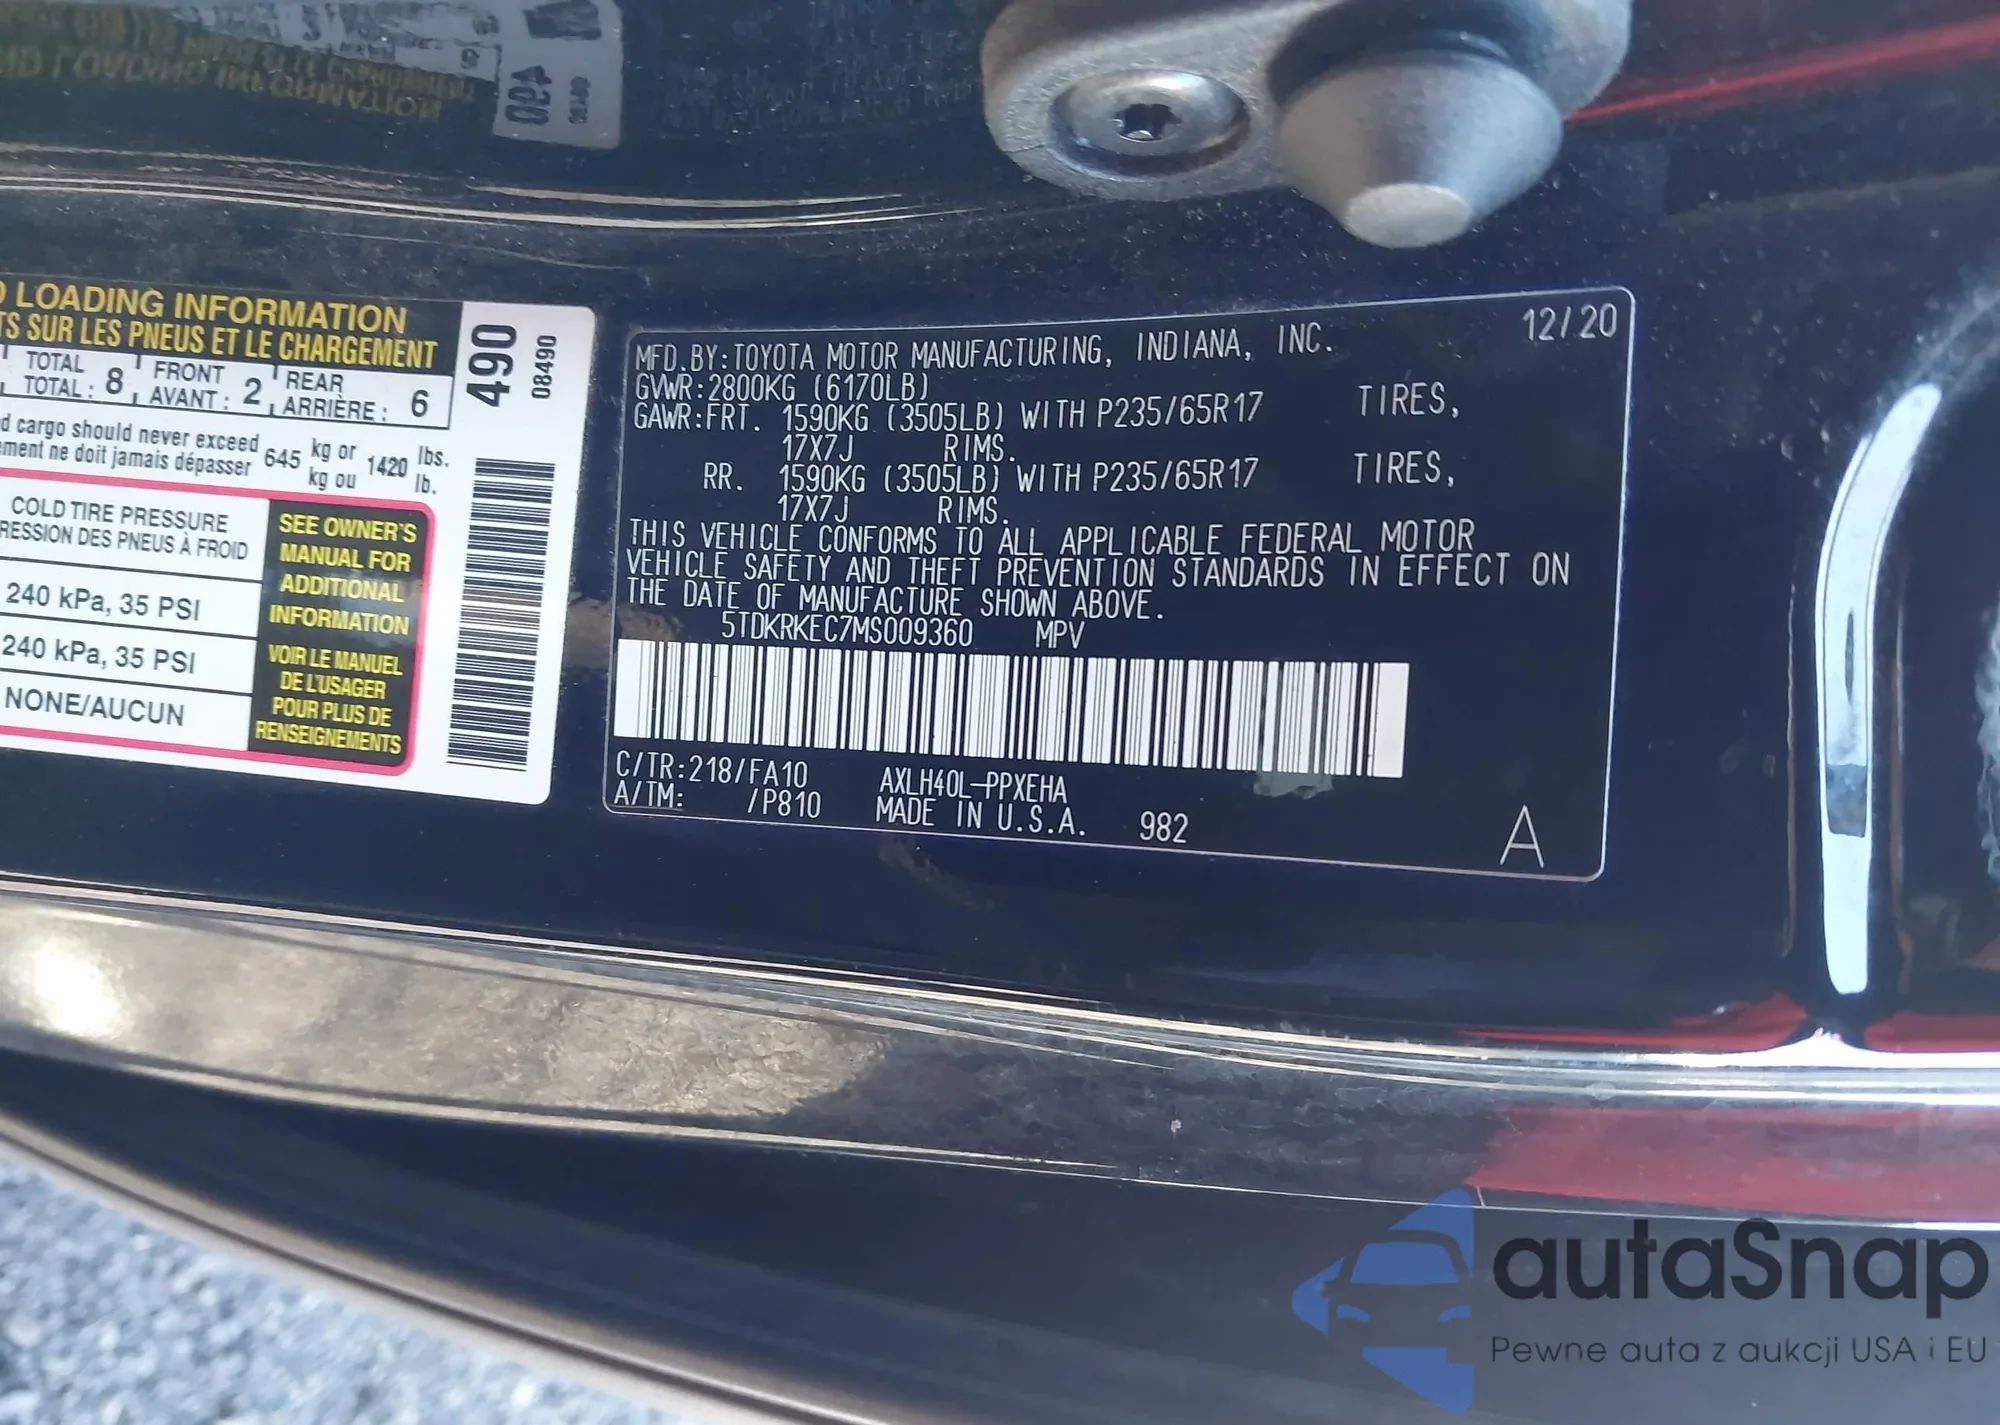 LOADING INFORMATION
TS SUR LES PNEUS ET LE CHARGEMENT
TOTAL FRONT REAR
TOTAL : 8 AVANT : 2 ARRIÈRE : 6
d cargo should never exceed 645 kg or 1420 lbs.
ment ne doit jamais dépasser kg ou lb.
COLD TIRE PRESSURE
RESSION DES PNEUS À FROID
240 kPa, 35 PSI
240 kPa, 35 PSI
NONE/AUCUN
SEE OWNER'S
MANUAL FOR
ADDITIONAL
INFORMATION
VOIR LE MANUEL
DE L'USAGER
POUR PLUS DE
RENSEIGNEMENTS
490
08490
12/20
MFD.BY:TOYOTA MOTOR MANUFACTURING, INDIANA, INC.
GVWR:2800KG (6170LB)
GAWR:FRT. 1590KG (3505LB) WITH P235/65R17 TIRES,
17X7J RIMS.
RR. 1590KG (3505LB) WITH P235/65R17 TIRES,
17X7J RIMS.
THIS VEHICLE CONFORMS TO ALL APPLICABLE FEDERAL MOTOR
VEHICLE SAFETY AND THEFT PREVENTION STANDARDS IN EFFECT ON
THE DATE OF MANUFACTURE SHOWN ABOVE.
5TDKRKEC7MS009360 MPV
C/TR:218/FA10 AXLH40L-PPXEHA
A/TM: /P810 MADE IN U.S.A. 982
A
autaSnap
Pewne auta z aukcji USA i EU